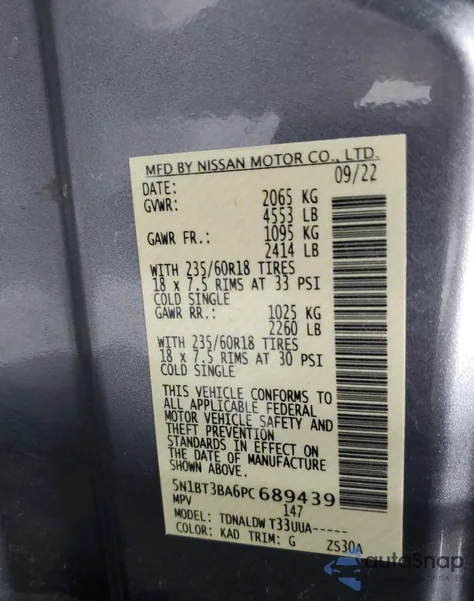 MFD BY NISSAN MOTOR CO., LTD.
DATE: 09/22
GVWR: 2065 KG
4553 LB
GAWR FR.: 1095 KG
2414 LB
WITH 235/60R18 TIRES
18 x 7.5 RIMS AT 33 PSI
COLD SINGLE
GAWR RR.: 1025 KG
2260 LB
WITH 235/60R18 TIRES
18 x 7.5 RIMS AT 30 PSI
COLD SINGLE
THIS VEHICLE CONFORMS TO
ALL APPLICABLE FEDERAL
MOTOR VEHICLE SAFETY AND
THEFT PREVENTION
STANDARDS IN EFFECT ON
THE DATE OF MANUFACTURE
SHOWN ABOVE.
5N1BT3BA6PC689439
MPV 147
MODEL: TDNALDW T33UUA-----
COLOR: KAD TRIM: G ZS30A
autoSnap